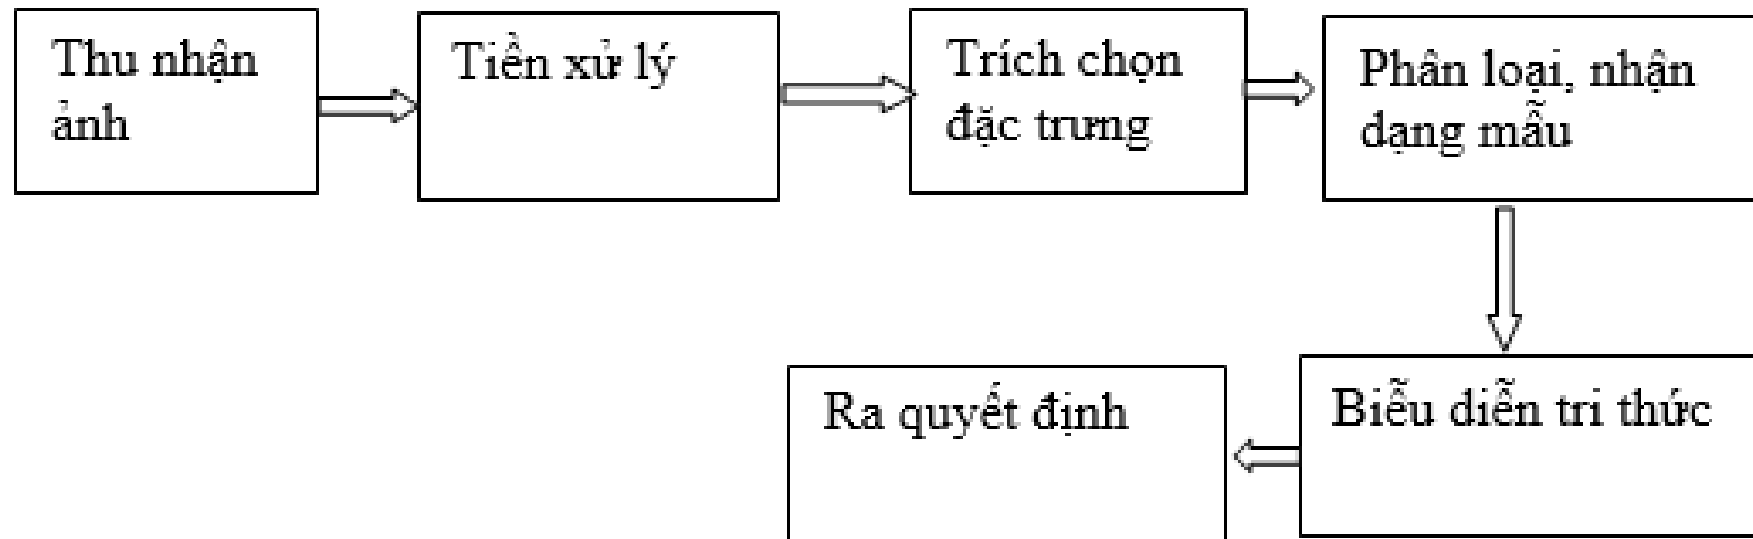 Thu nhận
ảnh
Tiền xử lý
Trích chọn
đặc trưng
Phân loại, nhận
dạng mẫu
Biễu diễn tri thức
Ra quyết định